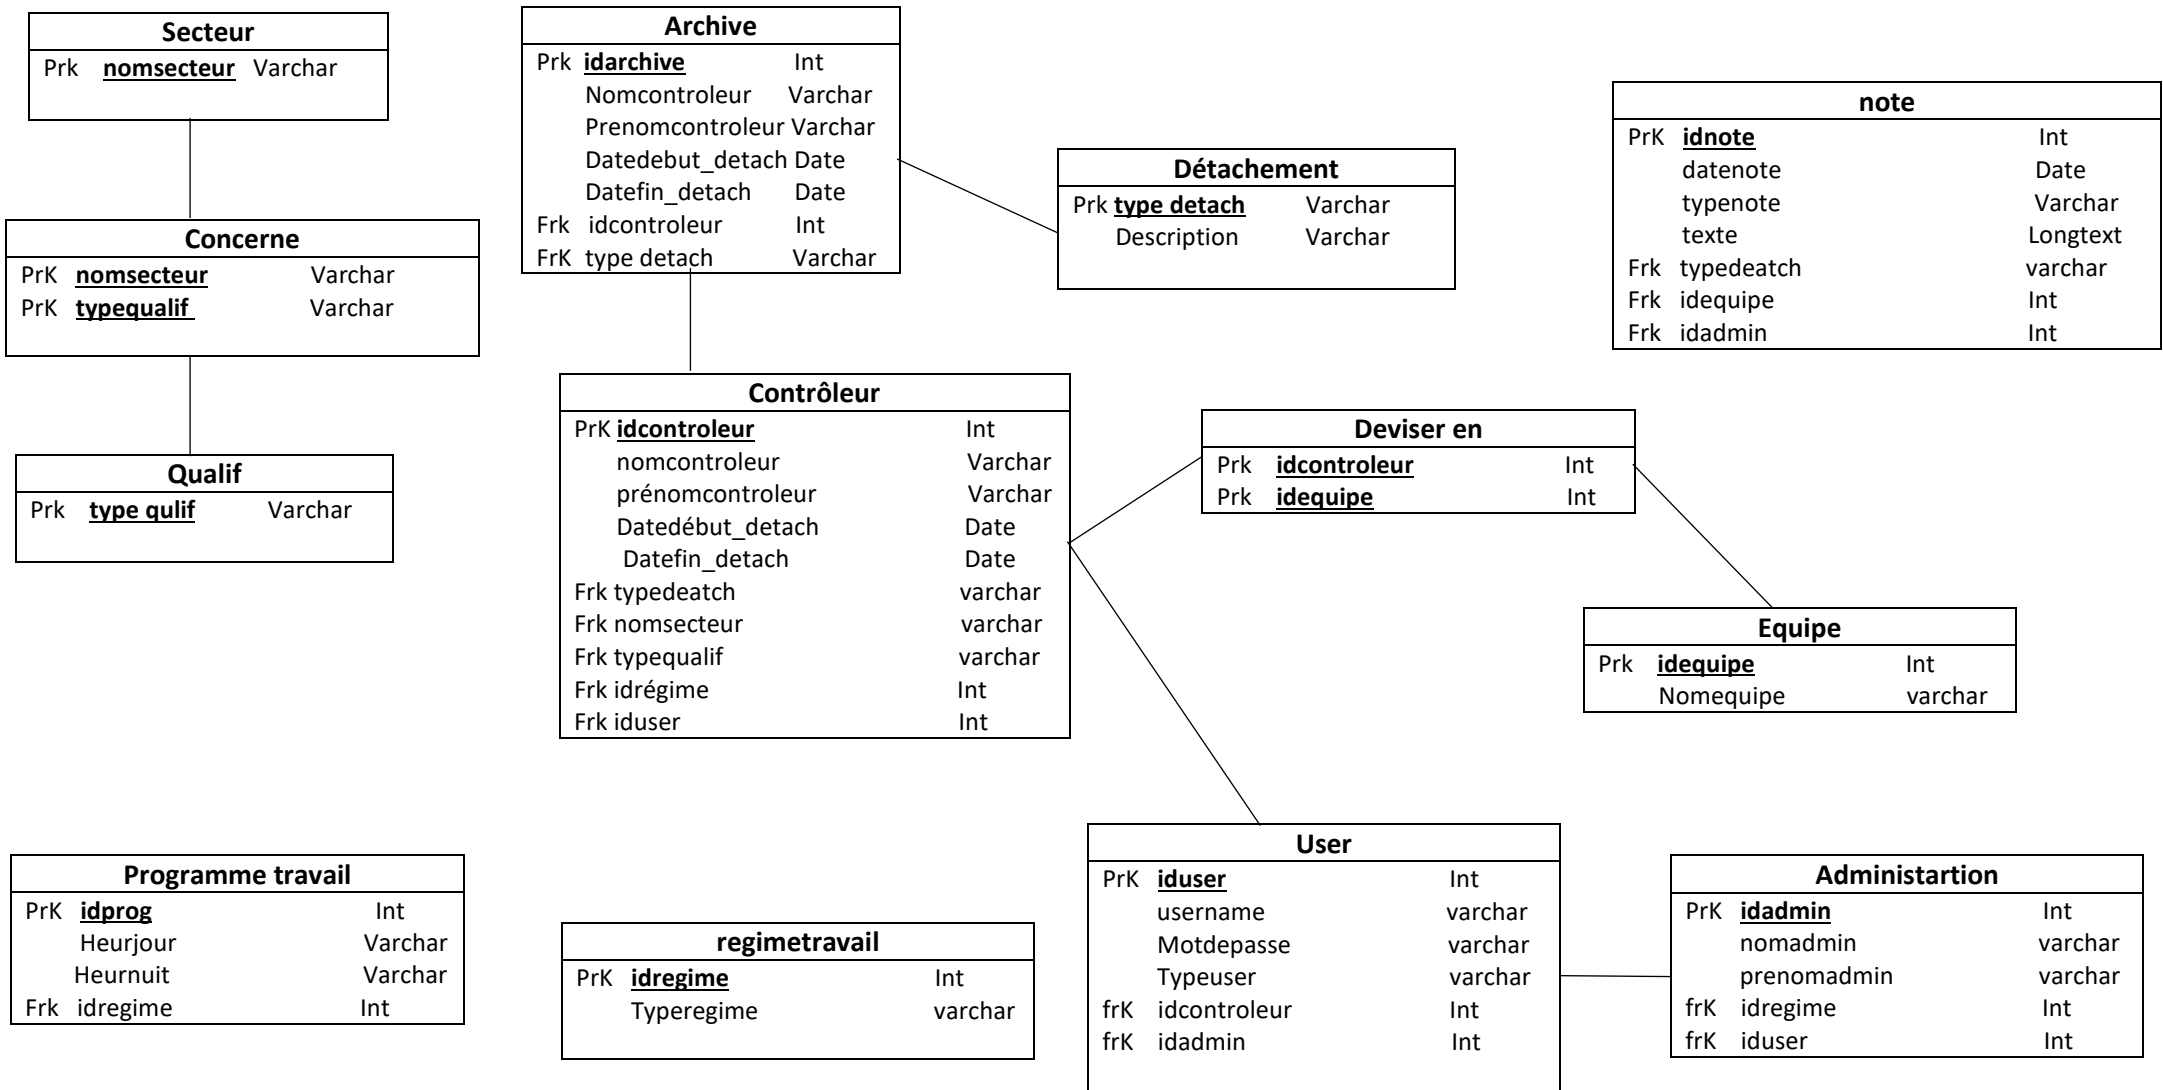 Secteur
Prk nomsecteur Varchar
Archive
Prk idarchive Int
Nomcontroleur Varchar
Prenomcontroleur Varchar
Datedebut_detach Date
Datefin_detach Date
Frk idcontroleur Int
FrK type detach Varchar
Détachement
Prk type detach Varchar
Description Varchar
note
PrK idnote Int
datenote Date
typenote Varchar
texte Longtext
Frk typedeatch varchar
Frk idequipe Int
Frk idadmin Int
Concerne
PrK nomsecteur Varchar
PrK typequalif Varchar
Qualif
Prk type qulif Varchar
Contrôleur
PrK idcontroleur Int
nomcontroleur Varchar
prénomcontroleur Varchar
Datedébut_detach Date
Datefin_detach Date
Frk typedeatch varchar
Frk nomsecteur varchar
Frk typequalif varchar
Frk idrégime Int
Frk iduser Int
Deviser en
Prk idcontroleur Int
Prk idequipe Int
Equipe
Prk idequipe Int
Nomequipe varchar
Programme travail
PrK idprog Int
Heurjour Varchar
Heurnuit Varchar
Frk idregime Int
regimetravail
PrK idregime Int
Typeregime varchar
User
PrK iduser Int
username varchar
Motdepasse varchar
Typeuser varchar
frK idcontroleur Int
frK idadmin Int
Administartion
PrK idadmin Int
nomadmin varchar
prenomadmin varchar
frK idregime Int
frK iduser Int